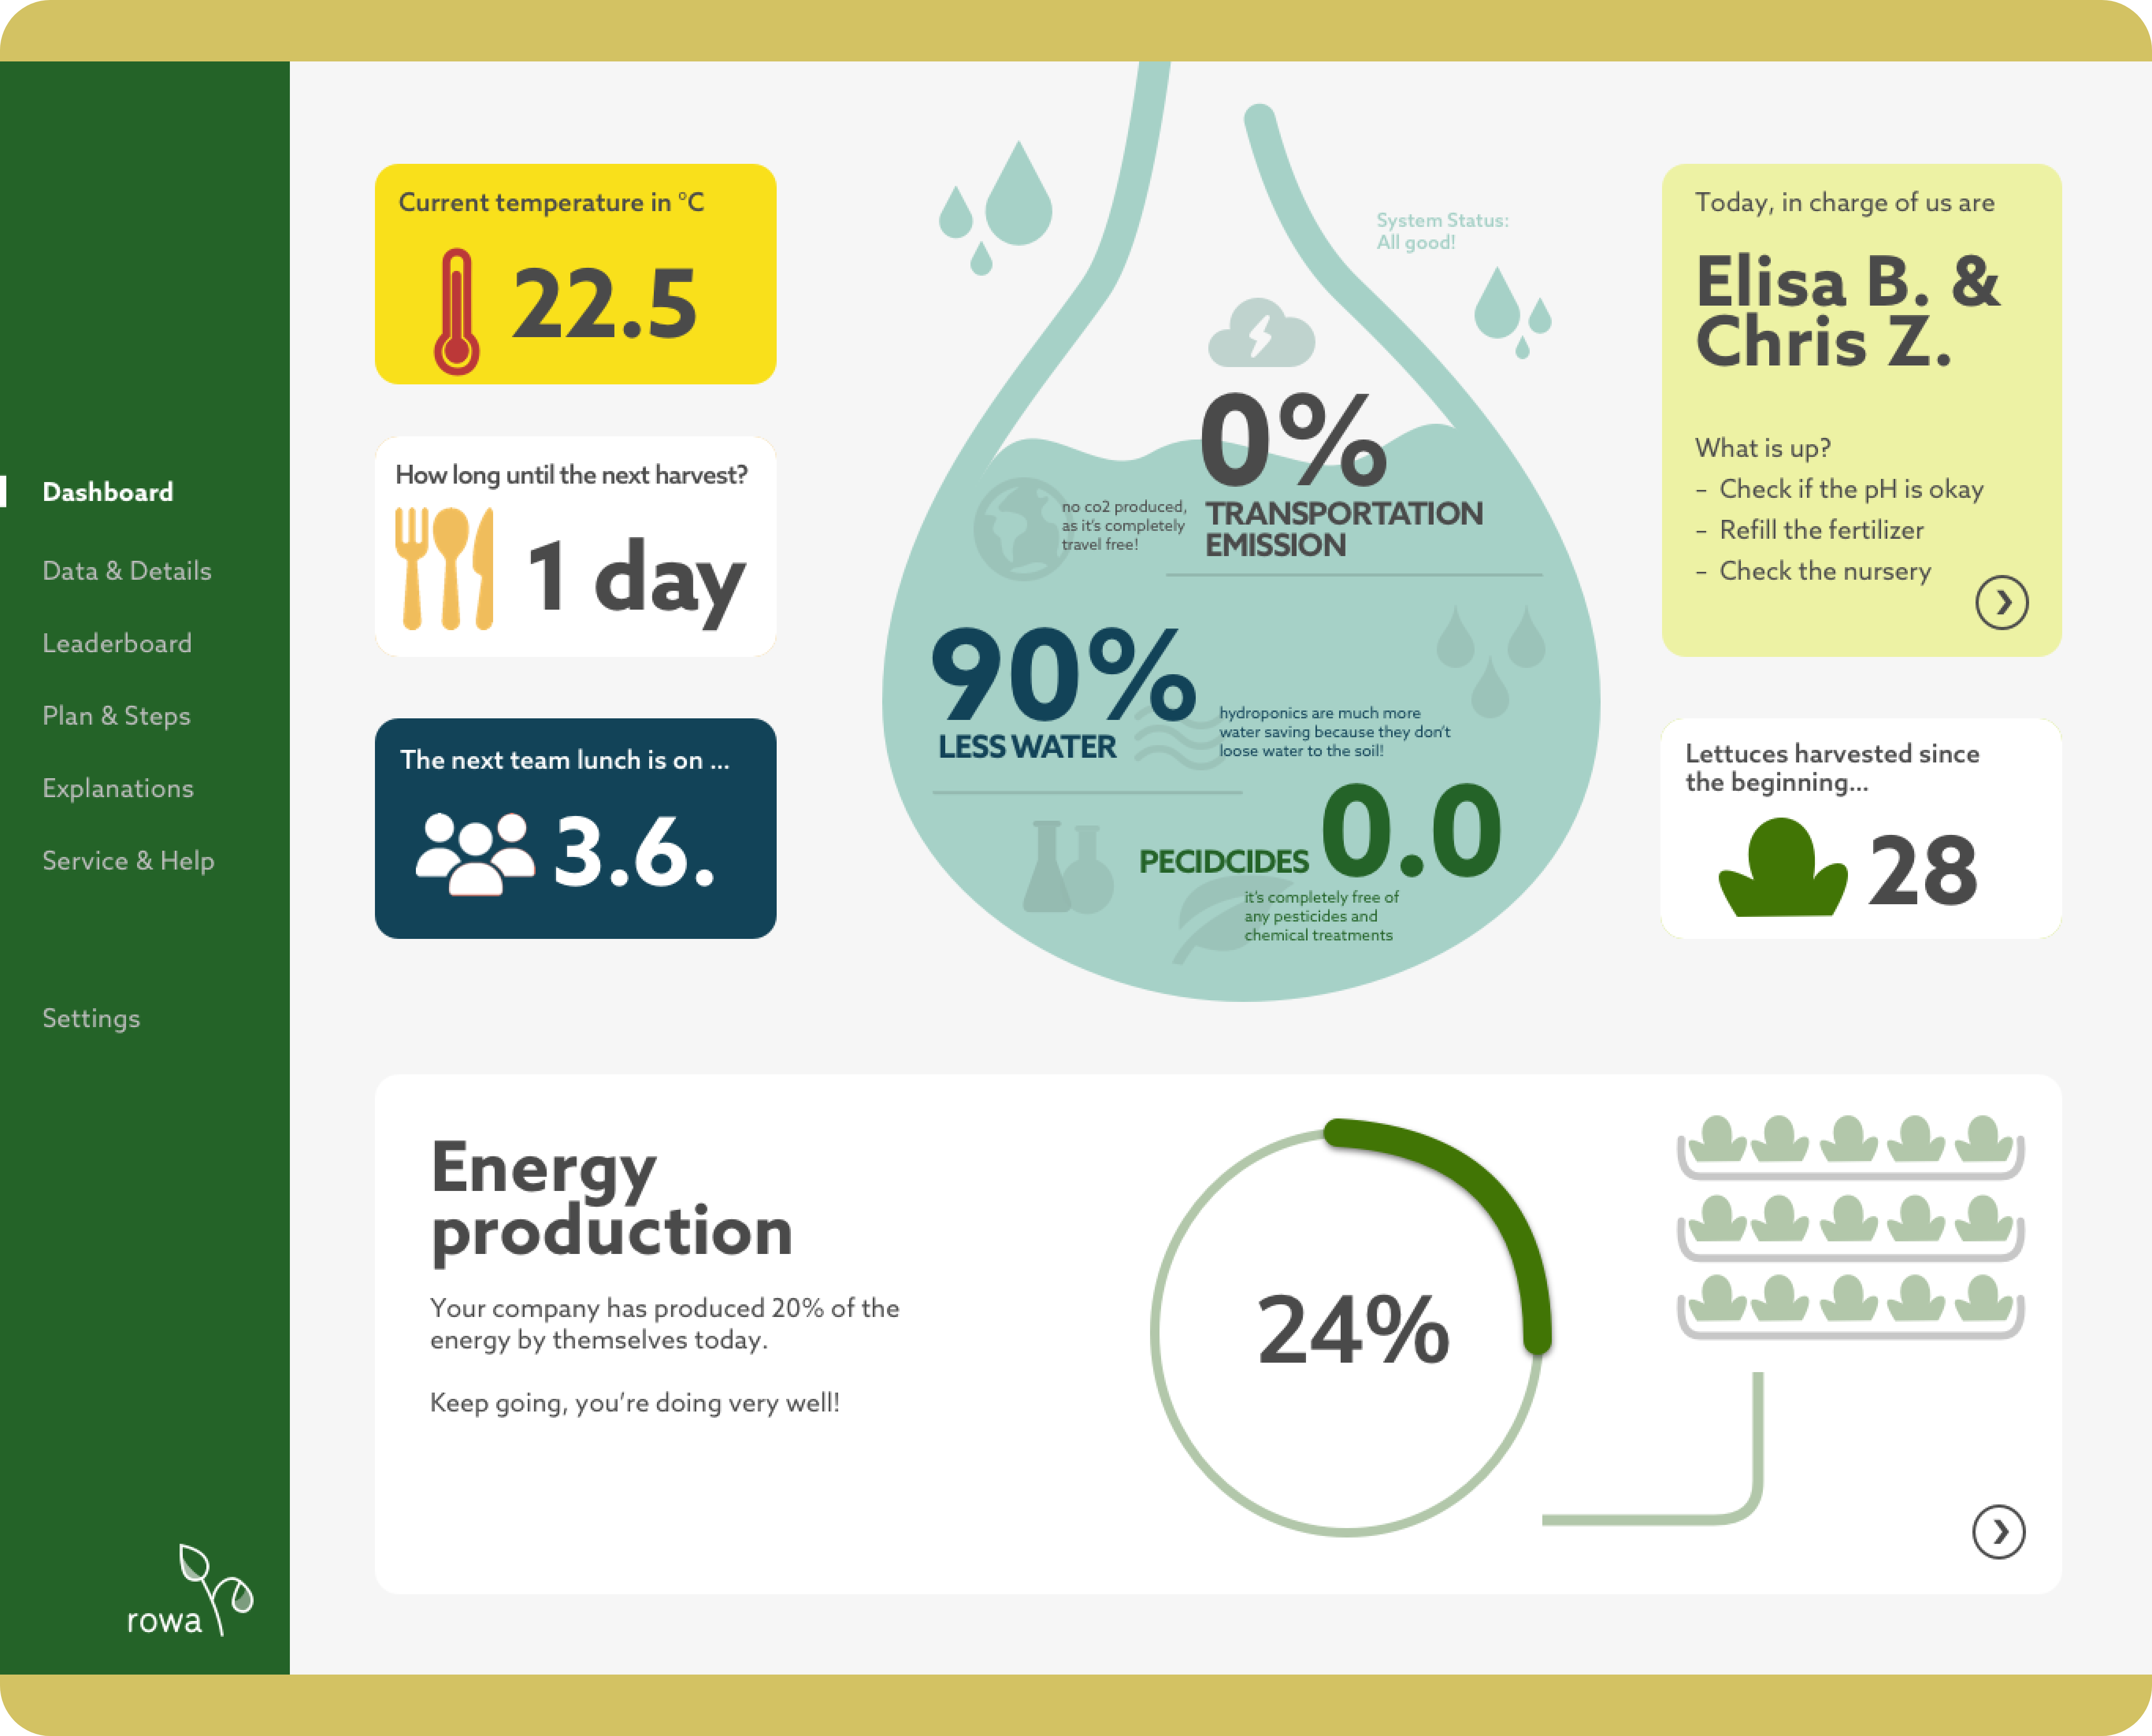 Dashboard
Data & Details
Leaderboard
Plan & Steps
Explanations
Service & Help
Settings
rowa
Current temperature in °C
22.5
How long until the next harvest?
1 day
The next team lunch is on ...
3.6.
System Status:
All good!
0%
TRANSPORTATION
EMISSION
no co2 produced,
as it's completely
travel free!
90%
LESS WATER
hydroponics are much more
water saving because they don't
loose water to the soil!
PECIDCIDES 0.0
it's completely free of
any pesticides and
chemical treatments
Today, in charge of us are
Elisa B. &
Chris Z.
What is up?
- Check if the pH is okay
- Refill the fertilizer
- Check the nursery
Lettuces harvested since
the beginning...
28
Energy
production
Your company has produced 20% of the
energy by themselves today.
Keep going, you're doing very well!
24%